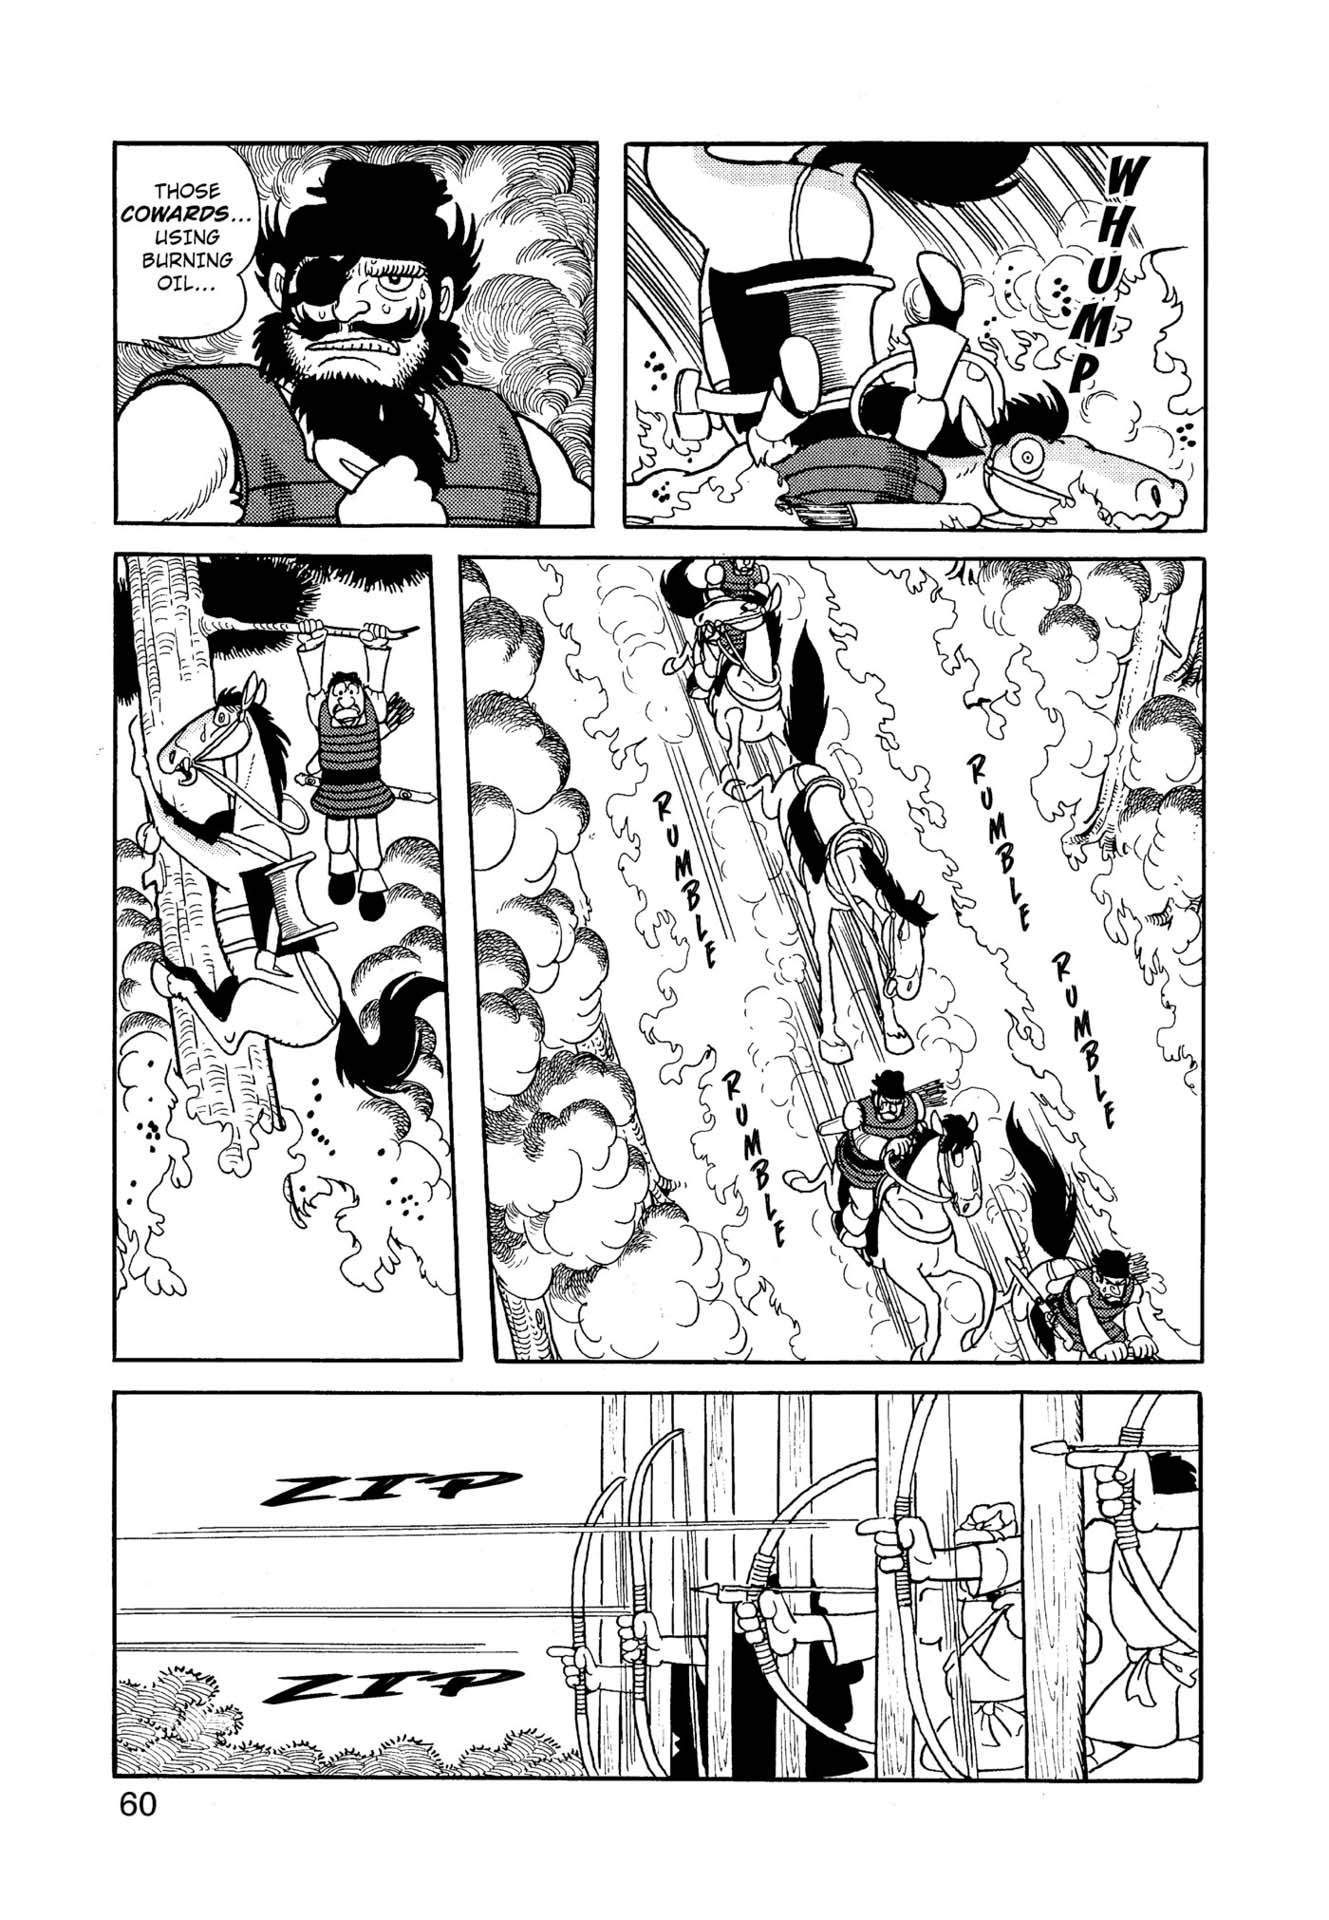 WHUMP
THOSE
COWARDS...
USING
BURNING
OIL...
RUMBLE
RUMBLE
RUMBLE
RUMBLE
ZIP
ZIP
60